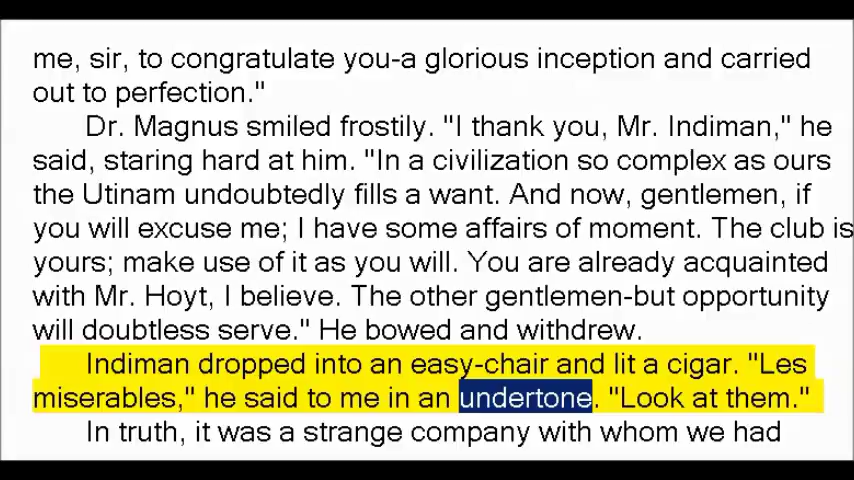 me, sir, to congratulate you-a glorious inception and carried
out to perfection."
Dr. Magnus smiled frostily. "I thank you, Mr. Indiman," he
said, staring hard at him. "In a civilization so complex as ours
the Utinam undoubtedly fills a want. And now, gentlemen, if
you will excuse me; I have some affairs of moment. The club is
yours; make use of it as you will. You are already acquainted
with Mr. Hoyt, I believe. The other gentlemen-but opportunity
will doubtless serve." He bowed and withdrew.
Indiman dropped into an easy-chair and lit a cigar. "Les
miserables," he said to me in an undertone. "Look at them."
In truth, it was a strange company with whom we had